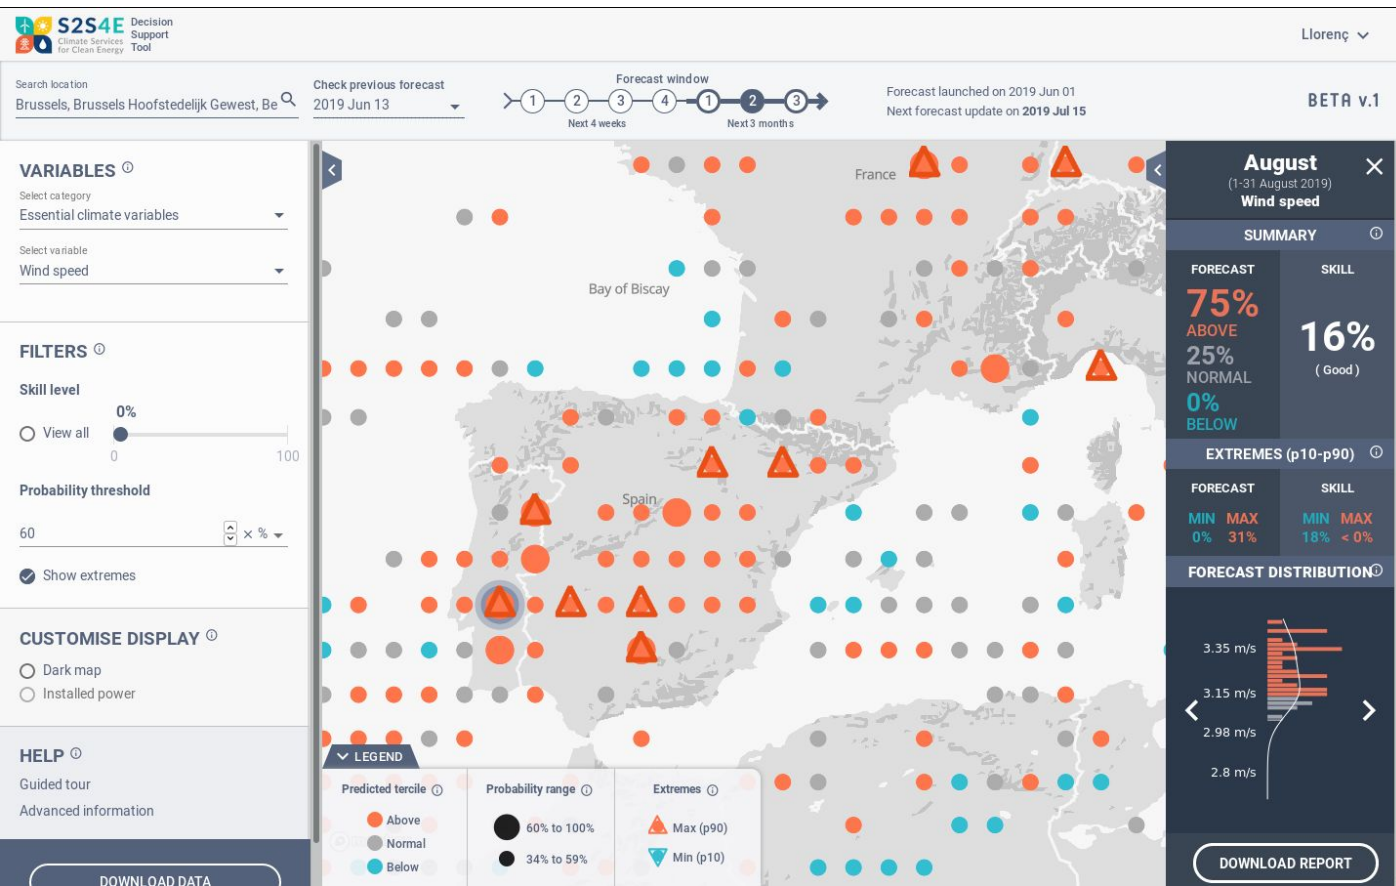 S2S4E
Climate Services
for Clean Energy
Decision
Support
Tool
Llorenç
Search location
Brussels, Brussels Hoofstedelijk Gewest, Be
Check previous forecast
2019 Jun 13
Forecast window
1 2 3 4 1 2 3
Next 4 weeks
Next 3 months
Forecast launched on 2019 Jun 01
Next forecast update on 2019 Jul 15
BETA v.1
VARIABLES
Select category
Essential climate variables
Select variable
Wind speed
FILTERS
Skill level
0%
View all
0 100
Probability threshold
60 × %
Show extremes
CUSTOMISE DISPLAY
Dark map
Installed power
HELP
Guided tour
Advanced information
DOWNLOAD DATA
France
Bay of Biscay
Spain
LEGEND
Predicted tercile
Above
Normal
Below
Probability range
60% to 100%
34% to 59%
Extremes
Max (p90)
Min (p10)
August
(1-31 August 2019)
Wind speed
SUMMARY
FORECAST SKILL
75%
ABOVE
25%
NORMAL
0%
BELOW
16%
( Good )
EXTREMES (p10-p90)
FORECAST SKILL
MIN MAX MIN MAX
0% 31% 18% < 0%
FORECAST DISTRIBUTION
3.35 m/s
3.15 m/s
2.98 m/s
2.8 m/s
DOWNLOAD REPORT